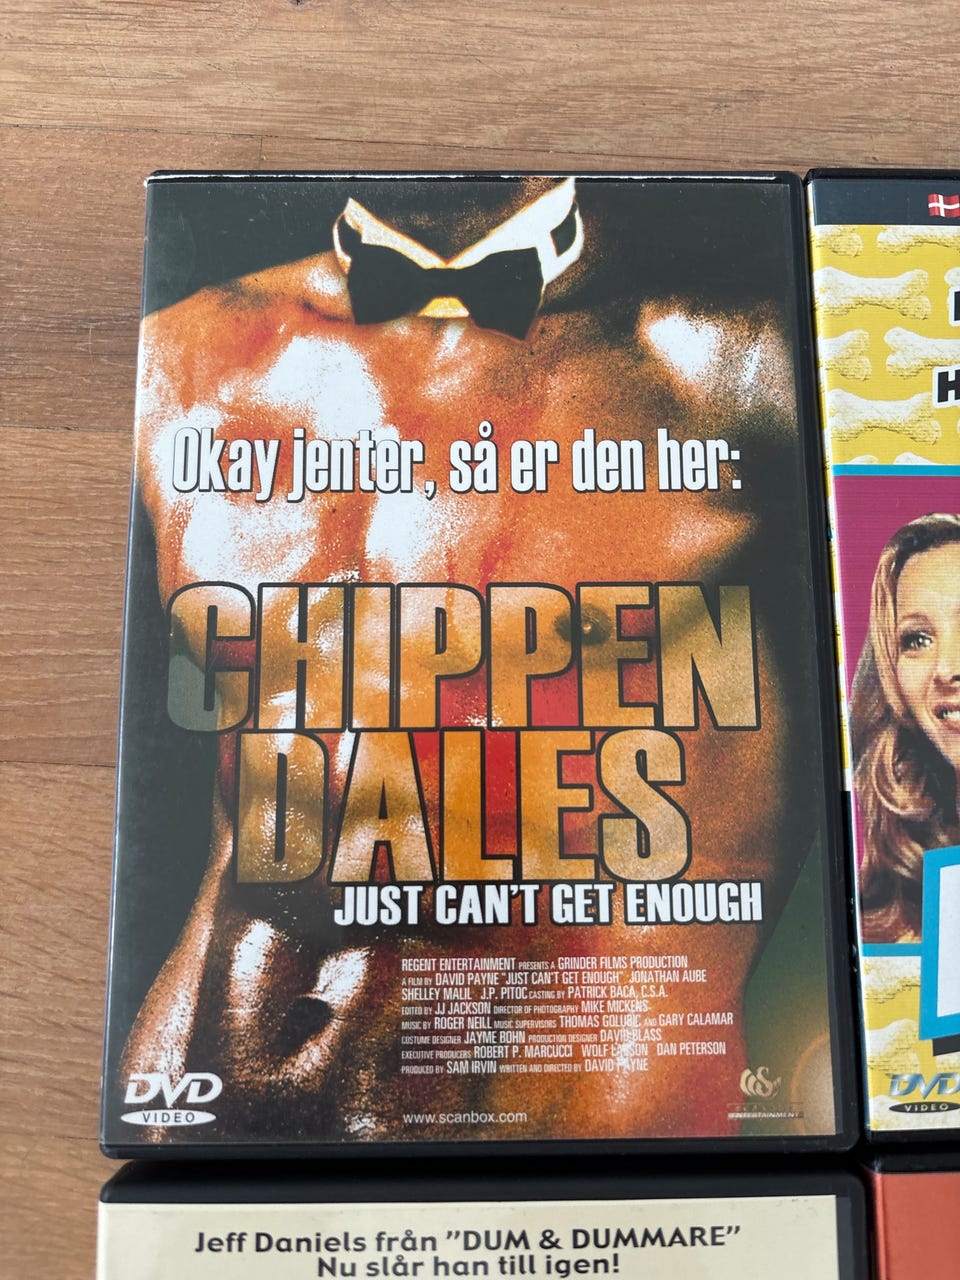 Okay jenter, så er den her:
CHIPPEN
DALES
JUST CAN'T GET ENOUGH
REGENT ENTERTAINMENT PRESENTS A GRINDER FILMS PRODUCTION
A FILM BY DAVID PAYNE "JUST CAN'T GET ENOUGH" JONATHAN AUBE
SHELLEY MALIL J.P. PITOC CASTING BY PATRICK BACA, C.S.A.
EDITED BY JJ JACKSON DIRECTOR OF PHOTOGRAPHY MIKE MICKENS
MUSIC BY ROGER NEILL MUSIC SUPERVISORS THOMAS GOLUBIC AND GARY CALAMAR
COSTUME DESIGNER JAYME BOHN PRODUCTION DESIGNER DAVID BLASS
EXECUTIVE PRODUCERS ROBERT P. MARCUCCI WOLF LARSON DAN PETERSON
PRODUCED BY SAM IRVIN WRITTEN AND DIRECTED BY DAVID PAYNE
DVD
VIDEO
www.scanbox.com
ENTERTAINMENT
H
DVD
VIDEO
Jeff Daniels från "DUM & DUMMARE"
Nu slår han till igen!